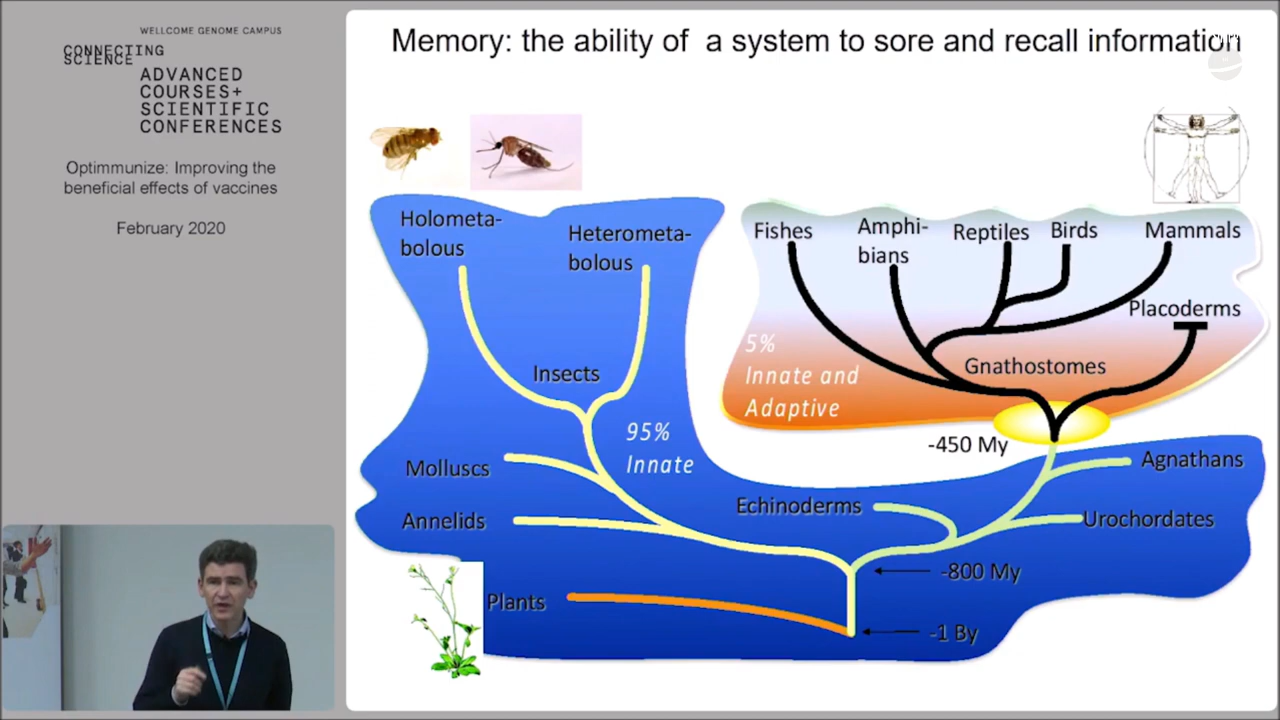 WELLCOME GENOME CAMPUS
CONNECTING
SCIENCE
ADVANCED
COURSES+
SCIENTIFIC
CONFERENCES
Optimmunize: Improving the
beneficial effects of vaccines
February 2020
Memory: the ability of a system to sore and recall information
Holometa-
bolous
Heterometa-
bolous
Fishes
Amphi-
bians
Reptiles
Birds
Mammals
Placoderms
5%
Innate and
Adaptive
Gnathostomes
Insects
95%
Innate
-450 My
Molluscs
Agnathans
Annelids
Echinoderms
Urochordates
-800 My
Plants
-1 By